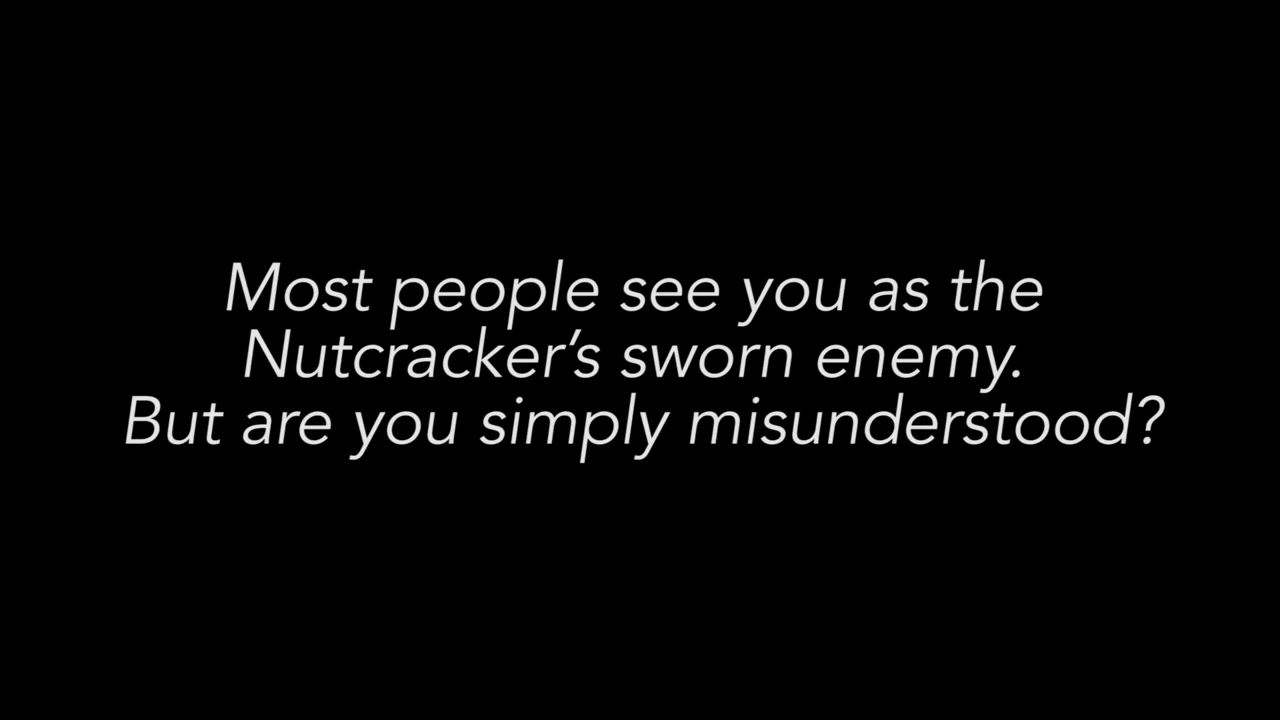 Most people see you as the
Nutcracker’s sworn enemy.
But are you simply misunderstood?